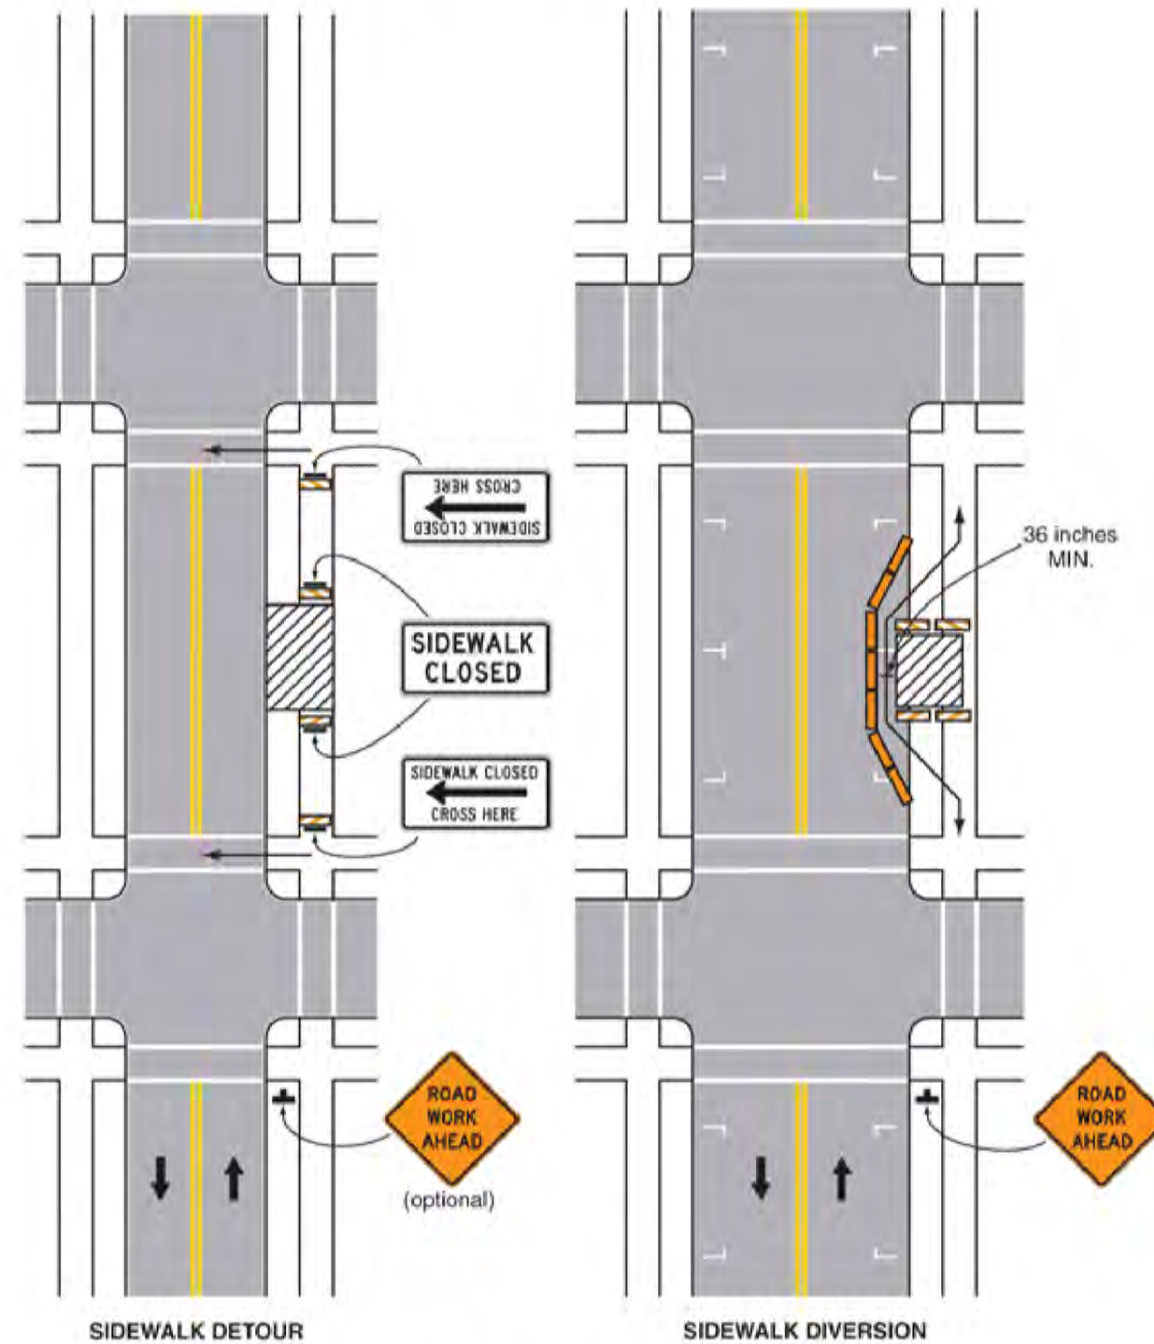 CROSS HERE
SIDEWALK CLOSED
36 inches
MIN.
SIDEWALK
CLOSED
SIDEWALK CLOSED
CROSS HERE
ROAD
WORK
AHEAD
(optional)
ROAD
WORK
AHEAD
SIDEWALK DETOUR
SIDEWALK DIVERSION